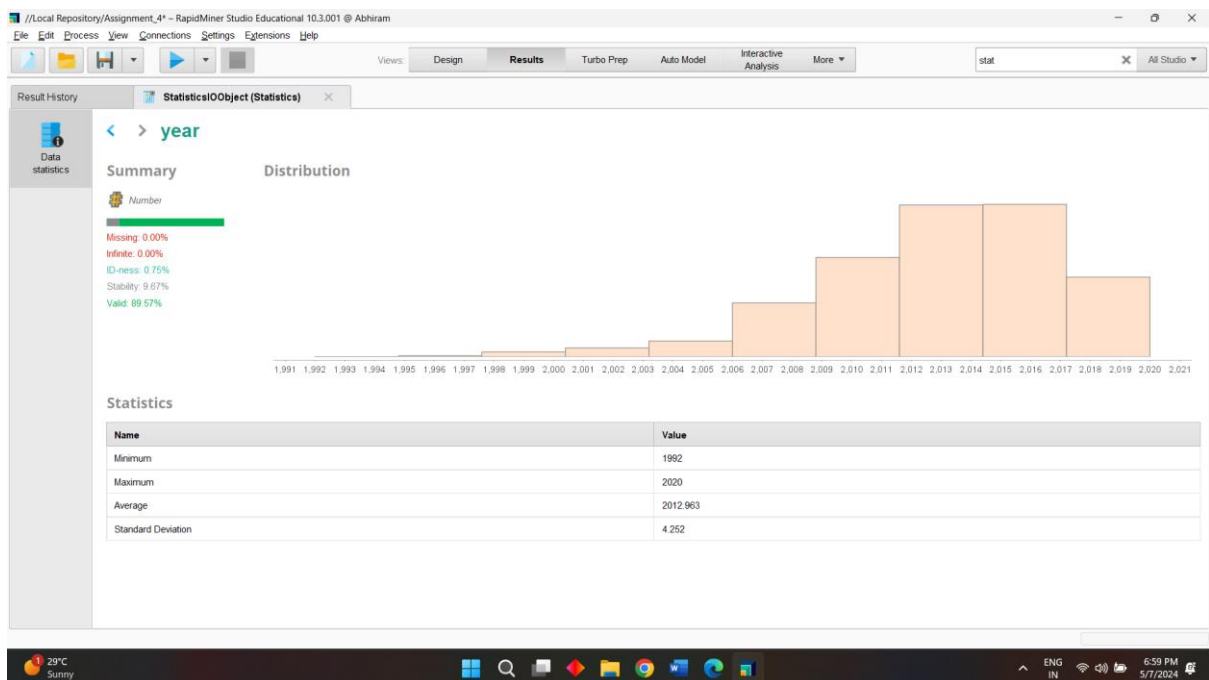 //Local Repository/Assignment_4* – RapidMiner Studio Educational 10.3.001 @ Abhiram
File Edit Process View Connections Settings Extensions Help
Views: Design Results Turbo Prep Auto Model Interactive Analysis More stat All Studio
Result History StatisticsIOObject (Statistics)
Data statistics
year
Summary Distribution
Number
Missing: 0.00%
Infinite: 0.00%
ID-ness: 0.75%
Stability: 9.67%
Valid: 89.57%
1,991 1,992 1,993 1,994 1,995 1,996 1,997 1,998 1,999 2,000 2,001 2,002 2,003 2,004 2,005 2,006 2,007 2,008 2,009 2,010 2,011 2,012 2,013 2,014 2,015 2,016 2,017 2,018 2,019 2,020 2,021
Statistics
Name Value
Minimum 1992
Maximum 2020
Average 2012.963
Standard Deviation 4.252
1 29°C
Sunny
ENG
IN
6:59 PM
5/7/2024